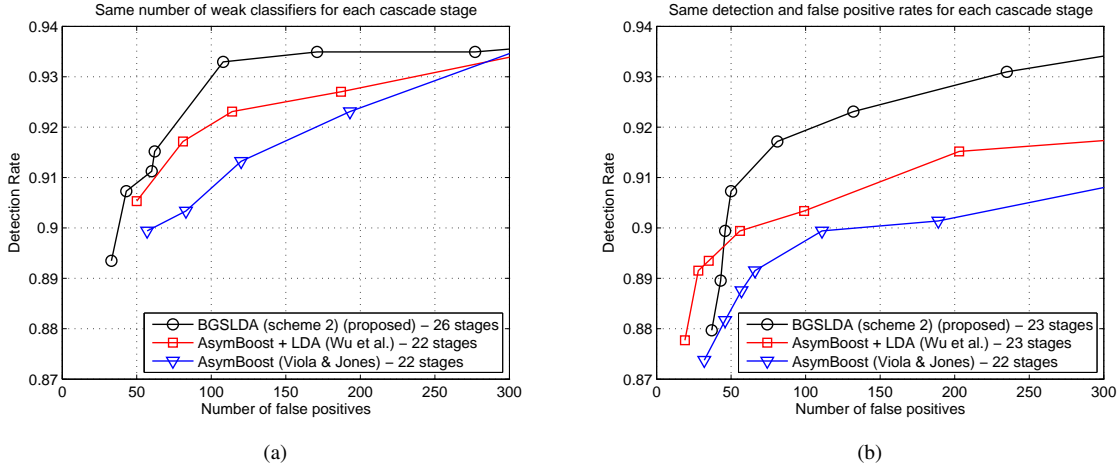 Same number of weak classifiers for each cascade stage
0.94
0.93
0.92
0.91
0.9
0.89
0.88
0.87
Detection Rate
0
50
100
150
200
250
300
Number of false positives
BGSLDA (scheme 2) (proposed) – 26 stages
AsymBoost + LDA (Wu et al.) – 22 stages
AsymBoost (Viola & Jones) – 22 stages
(a)
Same detection and false positive rates for each cascade stage
0.94
0.93
0.92
0.91
0.9
0.89
0.88
0.87
Detection Rate
0
50
100
150
200
250
300
Number of false positives
BGSLDA (scheme 2) (proposed) – 23 stages
AsymBoost + LDA (Wu et al.) – 23 stages
AsymBoost (Viola & Jones) – 22 stages
(b)